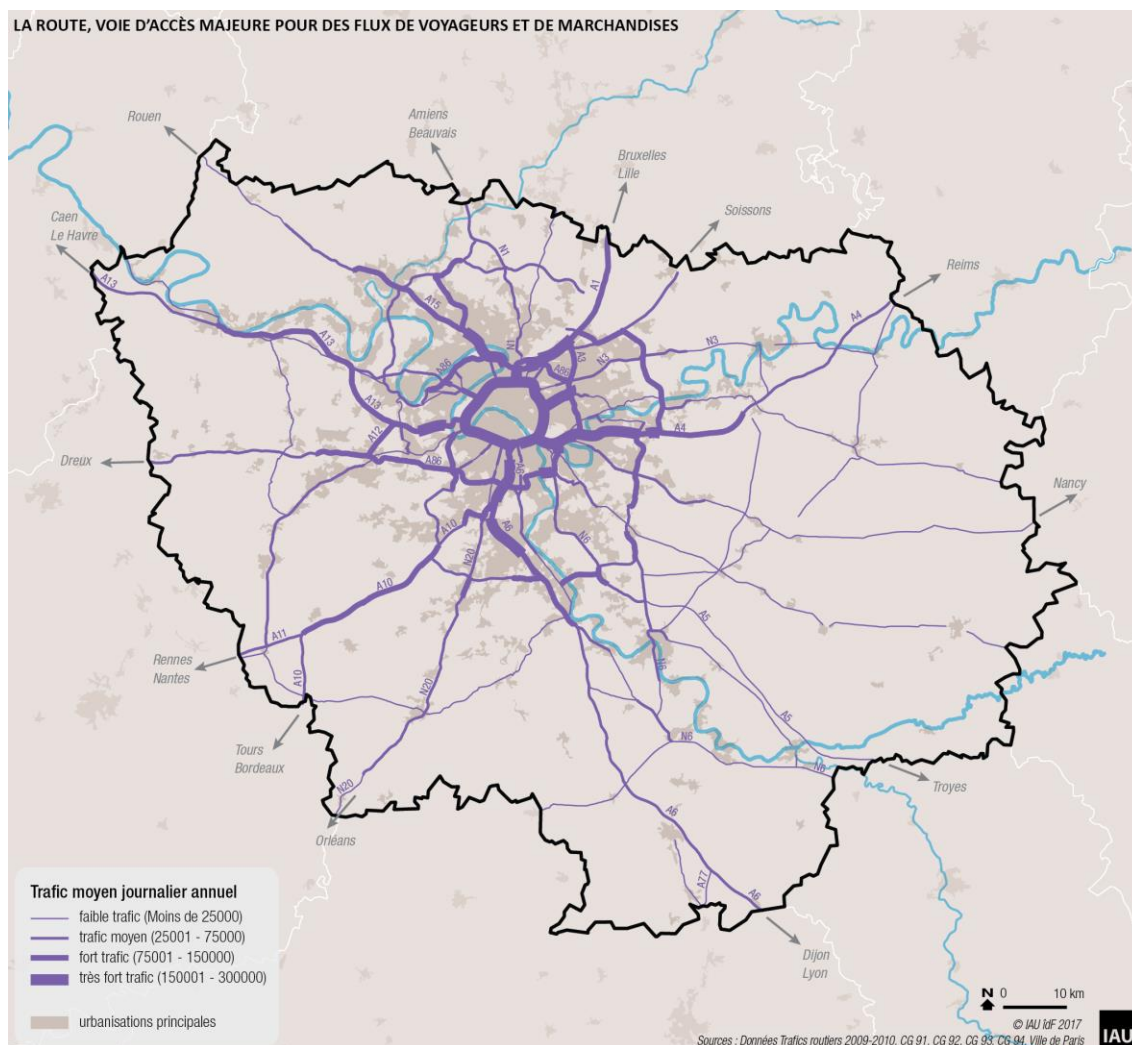 LA ROUTE, VOIE D'ACCÈS MAJEURE POUR DES FLUX DE VOYAGEURS ET DE MARCHANDISES
Rouen
Amiens
Beauvais
Bruxelles
Lille
Soissons
Caen
Le Havre
Reims
A13
N1
A1
A4
A15
A13
N1
A3
N3
N3
A86
A86
A13
A12
A4
Dreux
A86
Nancy
A10
A6
N6
N20
A10
A5
A11
Rennes
Nantes
A10
N6
N20
A5
Tours
Bordeaux
N6
N6
Troyes
N20
Orléans
A6
A77
A6
Dijon
Lyon
Trafic moyen journalier annuel
faible trafic (Moins de 25000)
trafic moyen (25001 - 75000)
fort trafic (75001 - 150000)
très fort trafic (150001 - 300000)
urbanisations principales
N 0 10 km
© IAU îdF 2017
Sources : Données Trafics routiers 2009-2010, CG 91, CG 92, CG 93, CG 94, Ville de Paris
IAU